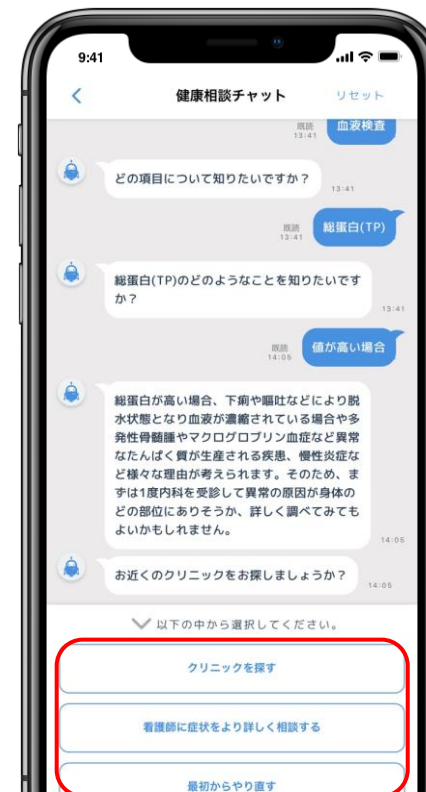 9:41
健康相談チャット
リセット
既読
13:41
血液検査
どの項目について知りたいですか？
13:41
既読
13:41
総蛋白(TP)
総蛋白(TP)のどのようなことを知りたいです
か？
13:41
既読
14:05
値が高い場合
総蛋白が高い場合、下痢や嘔吐などにより脱
水状態となり血液が濃縮されている場合や多
発性骨髄腫やマクログロブリン血症など異常
なたんぱく質が生産される疾患、慢性炎症な
ど様々な理由が考えられます。そのため、ま
ずは1度内科を受診して異常の原因が身体の
どの部位にありそうか、詳しく調べてみても
よいかもしれません。
14:05
お近くのクリニックをお探しましょうか？
14:05
以下の中から選択してください。
クリニックを探す
看護師に症状をより詳しく相談する
最初からやり直す